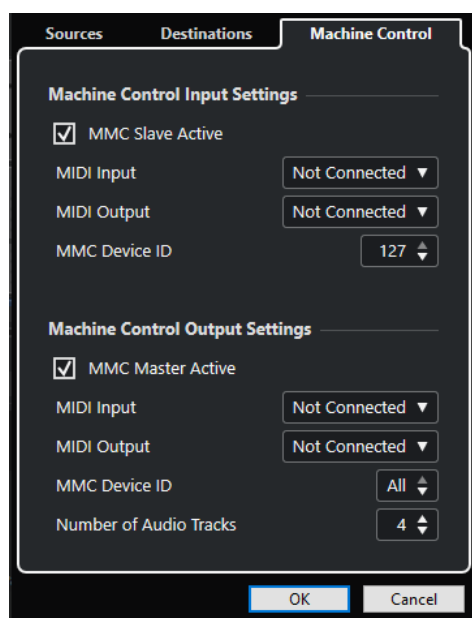 Sources Destinations Machine Control
Machine Control Input Settings
MMC Slave Active
MIDI Input Not Connected
MIDI Output Not Connected
MMC Device ID 127
Machine Control Output Settings
MMC Master Active
MIDI Input Not Connected
MIDI Output Not Connected
MMC Device ID All
Number of Audio Tracks 4
OK Cancel